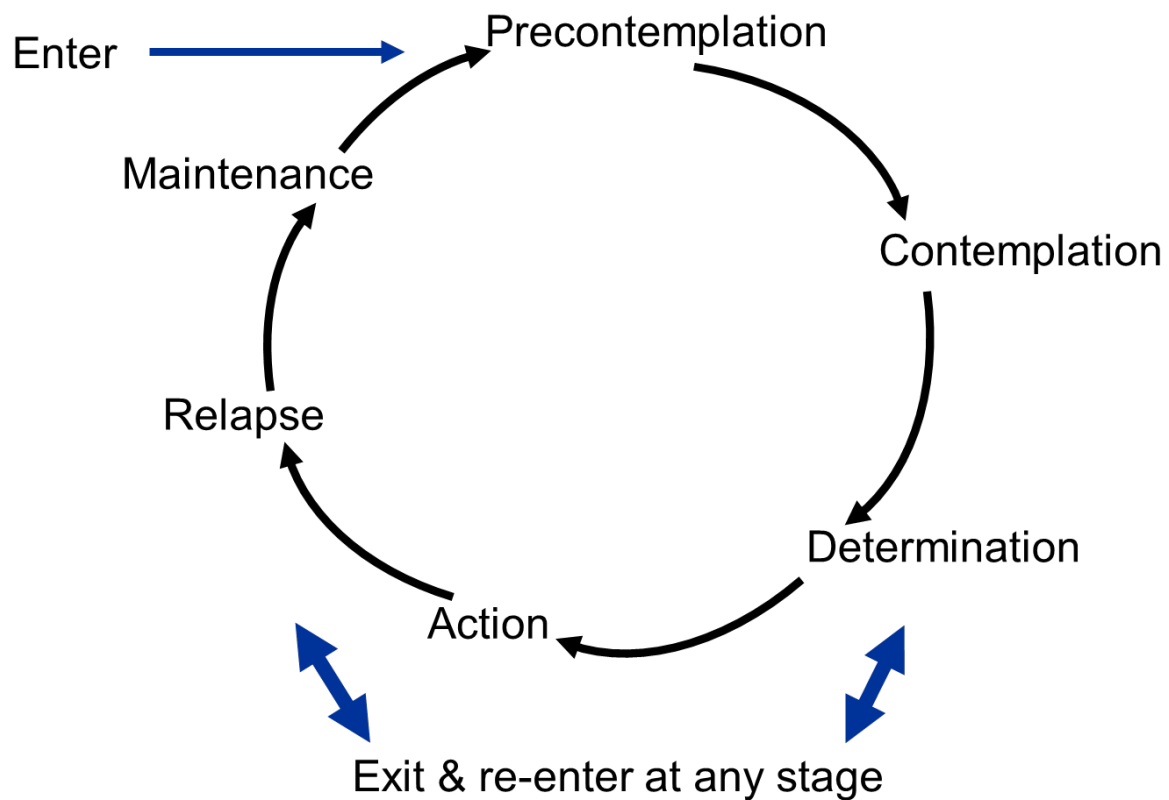 Enter
Precontemplation
Maintenance
Contemplation
Relapse
Determination
Action
Exit & re-enter at any stage